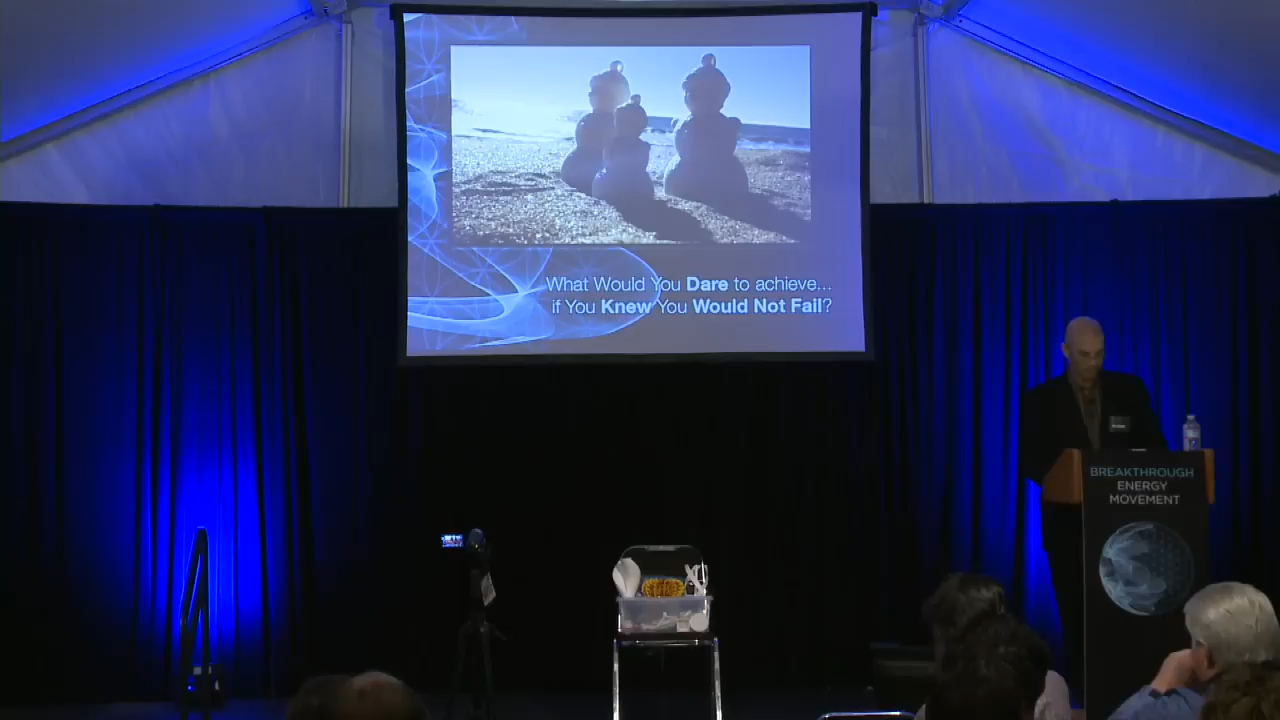 What Would You Dare to achieve...
if You Knew You Would Not Fail?
BREAKTHROUGH
ENERGY
MOVEMENT